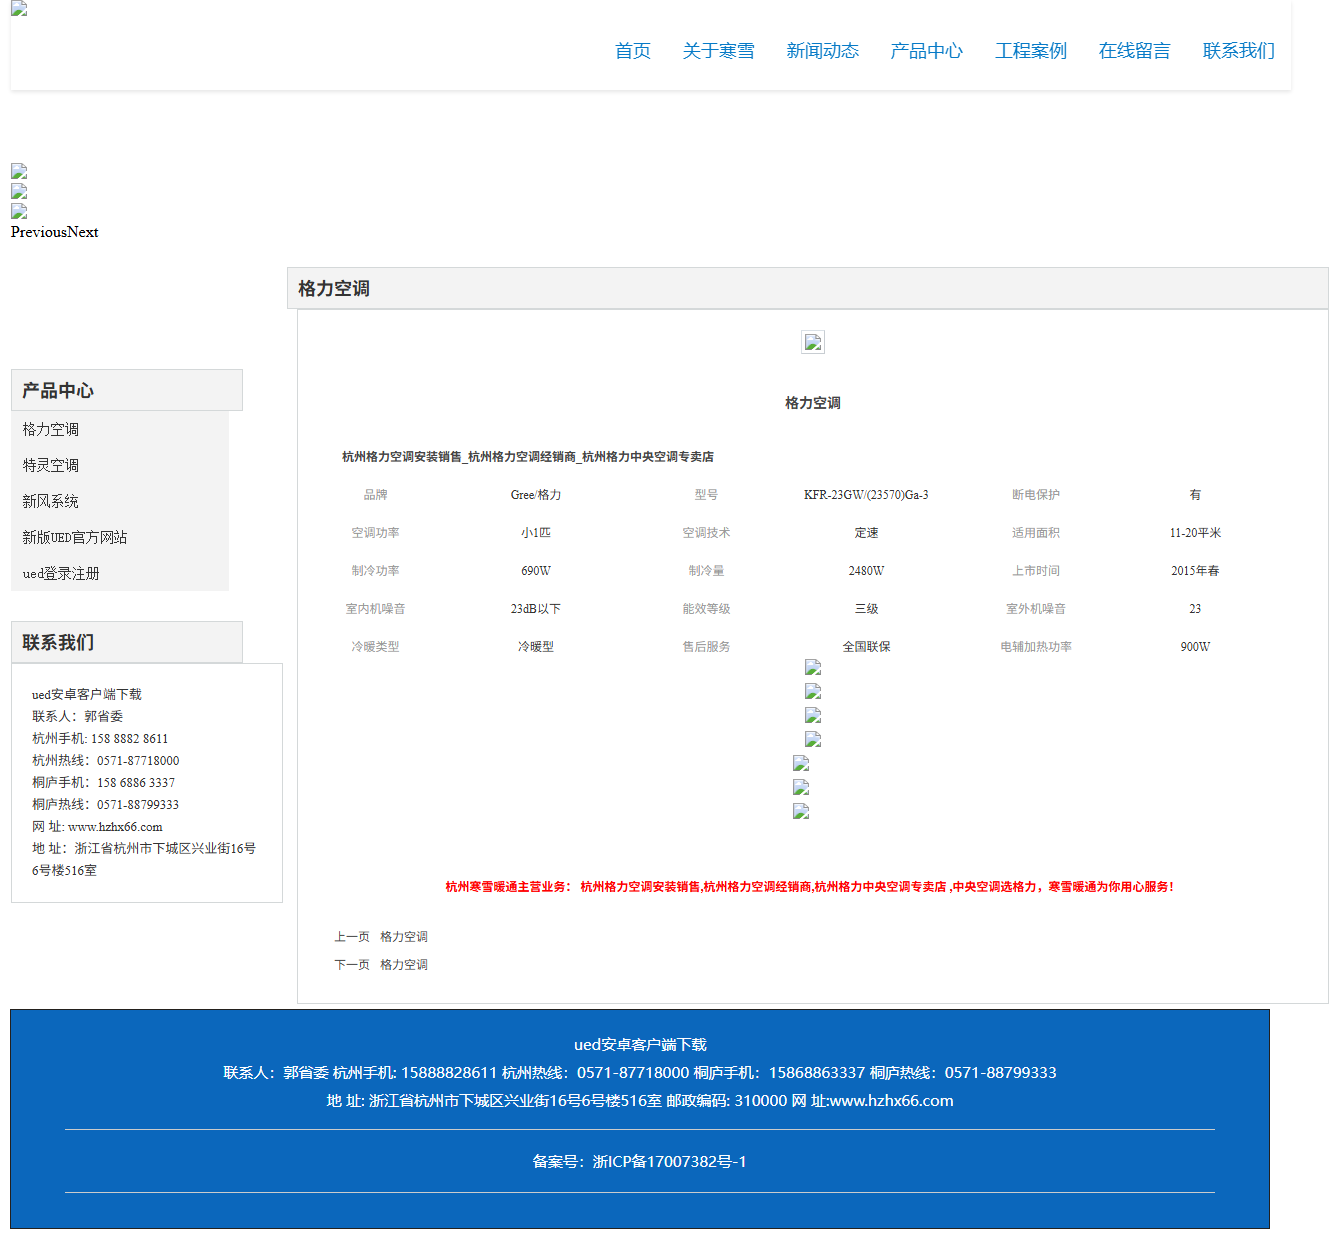 首页 关于寒雪 新闻动态 产品中心 工程案例 在线留言 联系我们
PreviousNext
产品中心
格力空调
特灵空调
新风系统
新版UED官方网站
ued登录注册
联系我们
ued安卓客户端下载
联系人：郭省委
杭州手机: 158 8882 8611
杭州热线：0571-87718000
桐庐手机：158 6886 3337
桐庐热线：0571-88799333
网 址: www.hzhx66.com
地 址：浙江省杭州市下城区兴业街16号
6号楼516室
格力空调
格力空调
杭州格力空调安装销售_杭州格力空调经销商_杭州格力中央空调专卖店
品牌 Gree/格力 型号 KFR-23GW/(23570)Ga-3 断电保护 有
空调功率 小1匹 空调技术 定速 适用面积 11-20平米
制冷功率 690W 制冷量 2480W 上市时间 2015年春
室内机噪音 23dB以下 能效等级 三级 室外机噪音 23
冷暖类型 冷暖型 售后服务 全国联保 电辅加热功率 900W
杭州寒雪暖通主营业务： 杭州格力空调安装销售,杭州格力空调经销商,杭州格力中央空调专卖店 ,中央空调选格力，寒雪暖通为你用心服务！
上一页 格力空调
下一页 格力空调
ued安卓客户端下载
联系人：郭省委 杭州手机: 15888828611 杭州热线：0571-87718000 桐庐手机：15868863337 桐庐热线：0571-88799333
地 址: 浙江省杭州市下城区兴业街16号6号楼516室 邮政编码: 310000 网 址:www.hzhx66.com
备案号：浙ICP备17007382号-1